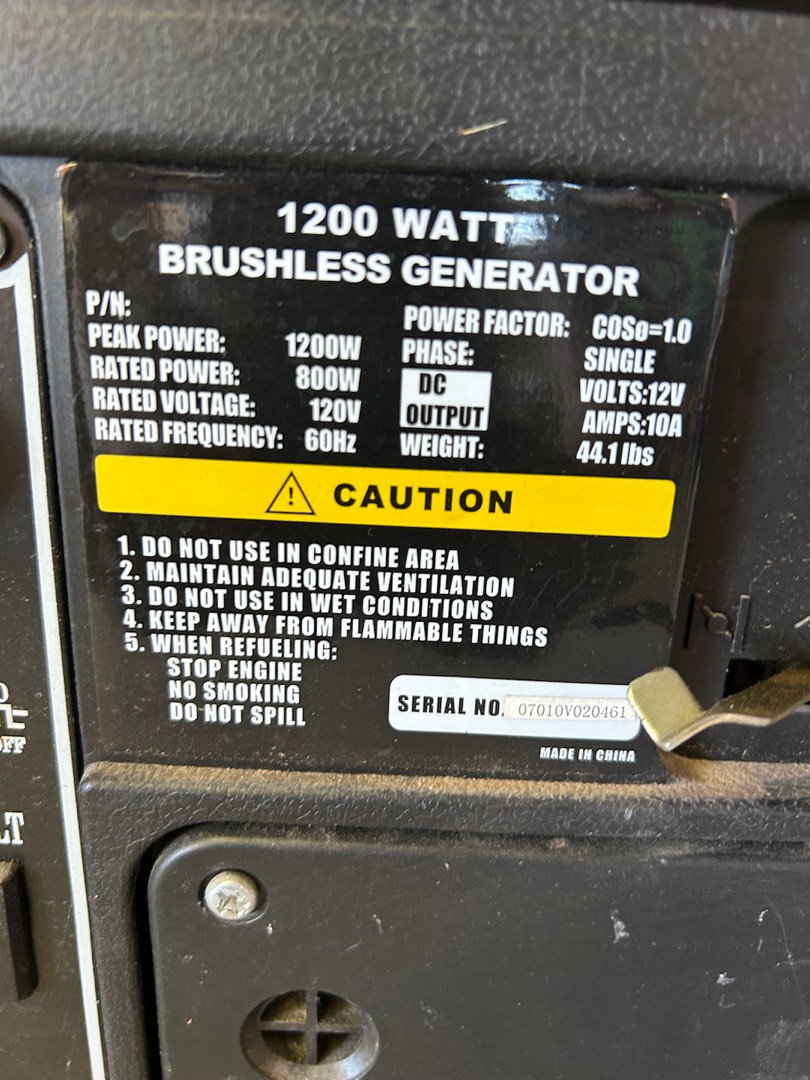 1200 WATT
BRUSHLESS GENERATOR
P/N:
PEAK POWER: 1200W
RATED POWER: 800W
RATED VOLTAGE: 120V
RATED FREQUENCY: 60Hz
POWER FACTOR: COSø=1.0
PHASE: SINGLE
DC OUTPUT VOLTS:12V
AMPS:10A
WEIGHT: 44.1 lbs
CAUTION
1. DO NOT USE IN CONFINE AREA
2. MAINTAIN ADEQUATE VENTILATION
3. DO NOT USE IN WET CONDITIONS
4. KEEP AWAY FROM FLAMMABLE THINGS
5. WHEN REFUELING:
STOP ENGINE
NO SMOKING
DO NOT SPILL
SERIAL NO. 07010V020461
MADE IN CHINA
OFF